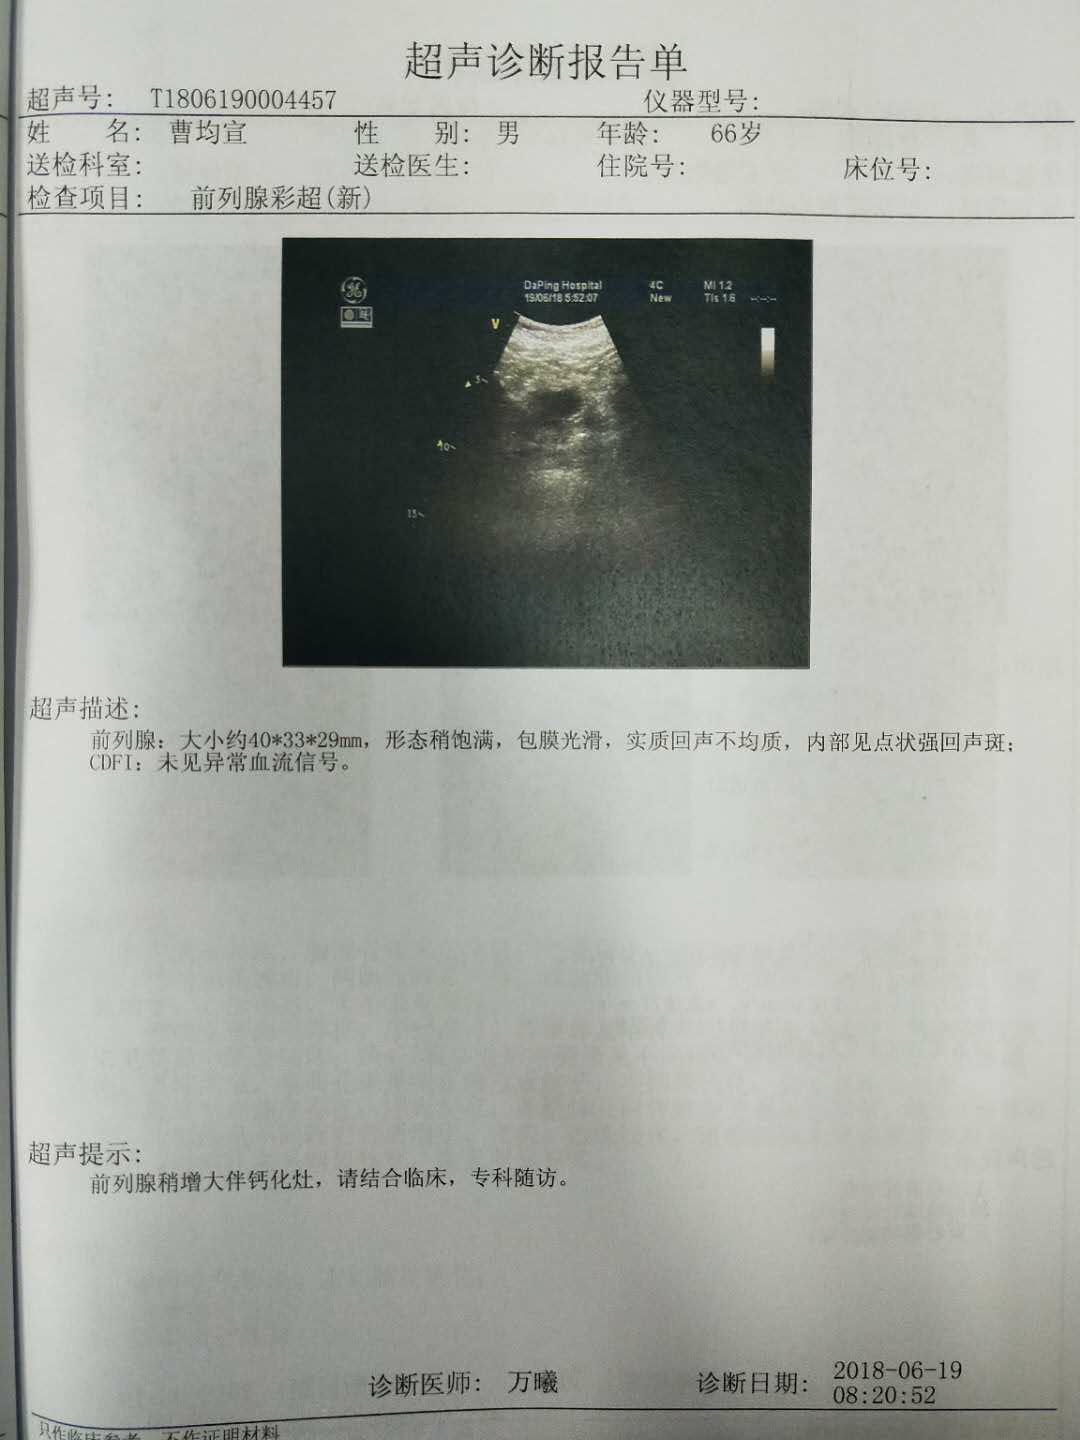 超声诊断报告单
超声号: T1806190004457 仪器型号:
姓 名: 曹均宣 性 别: 男 年龄: 66岁
送检科室: 送检医生: 住院号: 床位号:
检查项目: 前列腺彩超(新)
DaPing Hospital 4C MI 1.2
19/06/18 5:52:07 New TIs 1.6
V
5
10
15
超声描述:
前列腺: 大小约40*33*29mm, 形态稍饱满, 包膜光滑, 实质回声不均质, 内部见点状强回声斑;
CDFI: 未见异常血流信号。
超声提示:
前列腺稍增大伴钙化灶, 请结合临床, 专科随访。
诊断医师: 万曦 诊断日期: 2018-06-19
08:20:52
只作临床参考, 不作证明材料